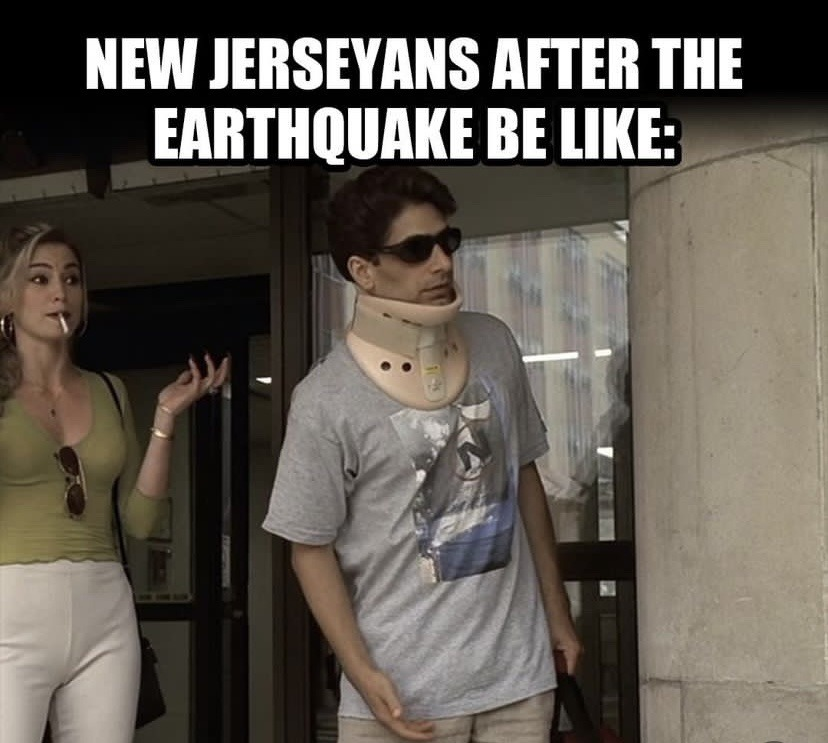 NEW JERSEYANS AFTER THE
EARTHQUAKE BE LIKE:
N